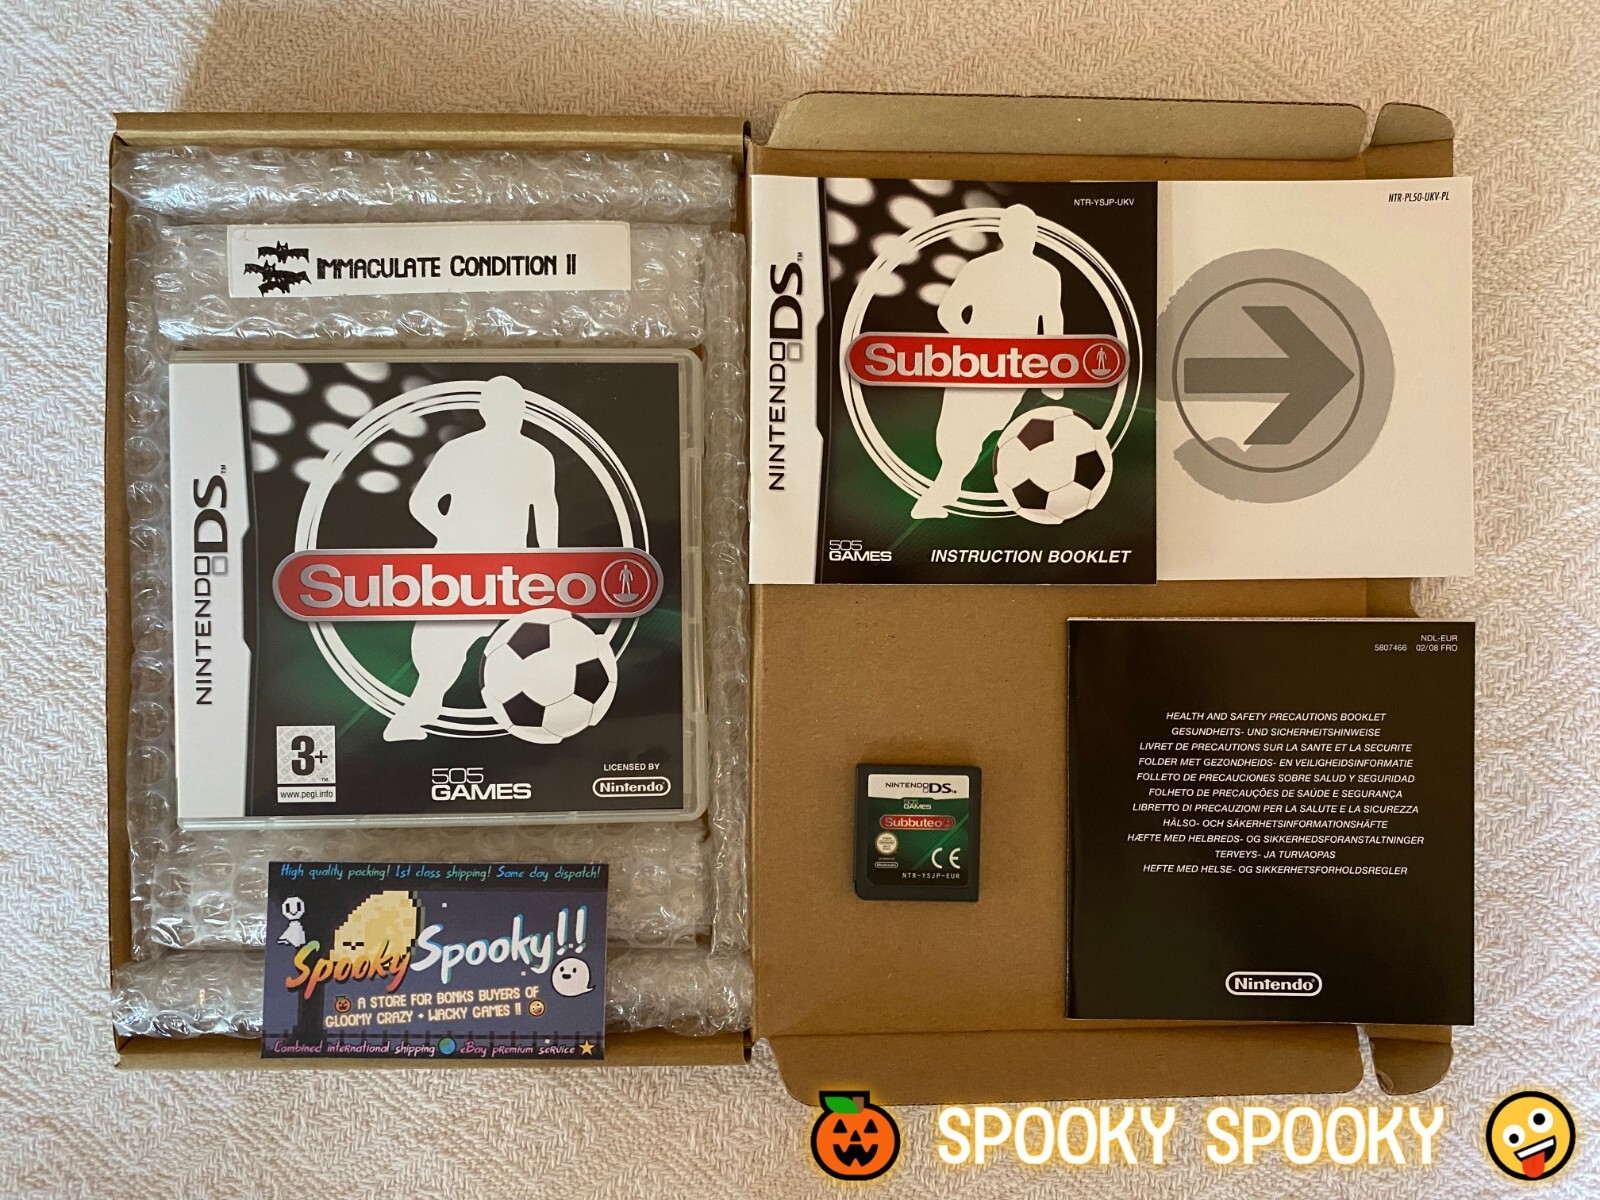 IMMACULATE CONDITION !!
NINTENDO DS™
Subbuteo
3+
www.pegi.info
505
GAMES
LICENSED BY
Nintendo
High quality packing! 1st class shipping! Same day dispatch!
Spooky Spooky!!
A STORE FOR BONKS BUYERS OF
GLOOMY CRAZY + WACKY GAMES !!
Combined international shipping eBay premium service
NTR-YSJP-UKV
NINTENDO DS™
Subbuteo
505
GAMES
INSTRUCTION BOOKLET
NTR-PL50-UKV-PL
NINTENDO DS™
505
GAMES
Subbuteo
Nintendo
CE
NTR-YSJP-EUR
NDL-EUR
5807466 02/08 FRO
HEALTH AND SAFETY PRECAUTIONS BOOKLET
GESUNDHEITS- UND SICHERHEITSHINWEISE
LIVRET DE PRECAUTIONS SUR LA SANTE ET LA SECURITE
FOLDER MET GEZONDHEIDS- EN VEILIGHEIDSINFORMATIE
FOLLETO DE PRECAUCIONES SOBRE SALUD Y SEGURIDAD
FOLHETO DE PRECAUÇÕES DE SAÚDE E SEGURANÇA
LIBRETTO DI PRECAUZIONI PER LA SALUTE E LA SICUREZZA
HÄLSO- OCH SÄKERHETSINFORMATIONSHÄFTE
HÆFTE MED HELBREDS- OG SIKKERHEDSFORANSTALTNINGER
TERVEYS- JA TURVAOPAS
HEFTE MED HELSE- OG SIKKERHETSFORHOLDSREGLER
Nintendo
SPOOKY SPOOKY